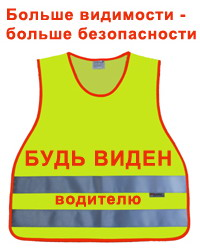 Больше видимости -
больше безопасности
БУДЬ ВИДЕН
водителю